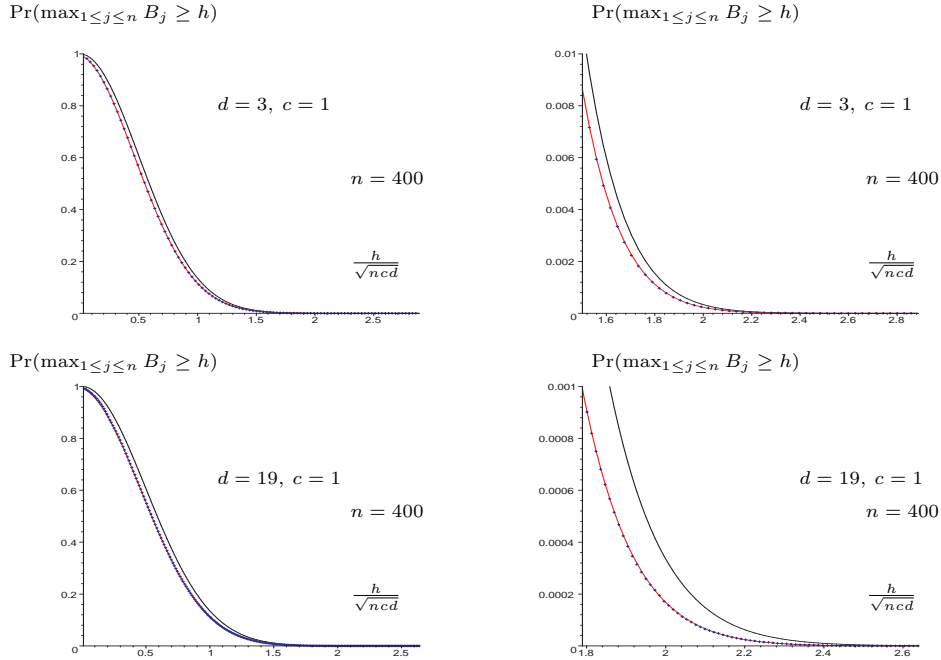 Pr(max_{1≤j≤n} B_j ≥ h)
1
0.8
0.6
0.4
0.2
0
0.5 1 1.5 2 2.5
d = 3, c = 1
n = 400
h/√ncd
Pr(max_{1≤j≤n} B_j ≥ h)
0.01
0.008
0.006
0.004
0.002
0
1.6 1.8 2 2.2 2.4 2.6 2.8
d = 3, c = 1
n = 400
h/√ncd
Pr(max_{1≤j≤n} B_j ≥ h)
1
0.8
0.6
0.4
0.2
0
0.5 1 1.5 2 2.5
d = 19, c = 1
n = 400
h/√ncd
Pr(max_{1≤j≤n} B_j ≥ h)
0.001
0.0008
0.0006
0.0004
0.0002
0
1.8 2 2.2 2.4 2.6
d = 19, c = 1
n = 400
h/√ncd